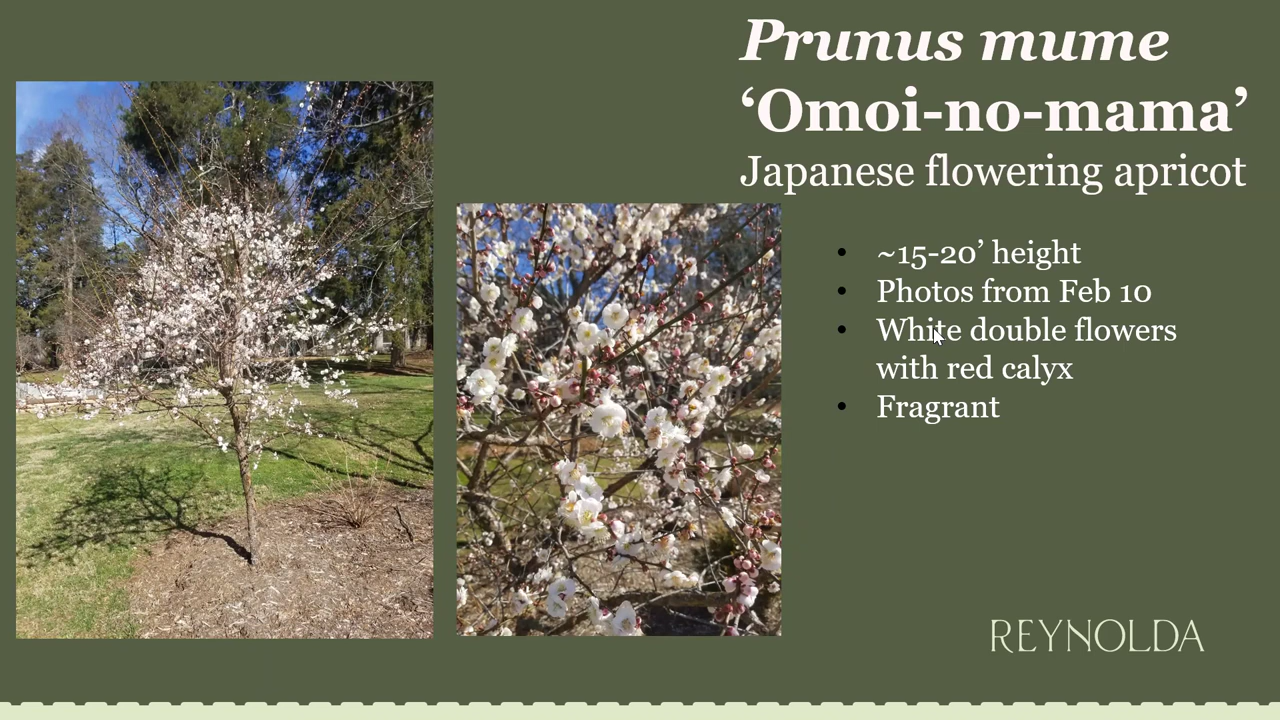 Prunus mume
‘Omoi-no-mama’
Japanese flowering apricot
• ~15-20’ height
• Photos from Feb 10
• White double flowers
with red calyx
• Fragrant
REYNOLDA